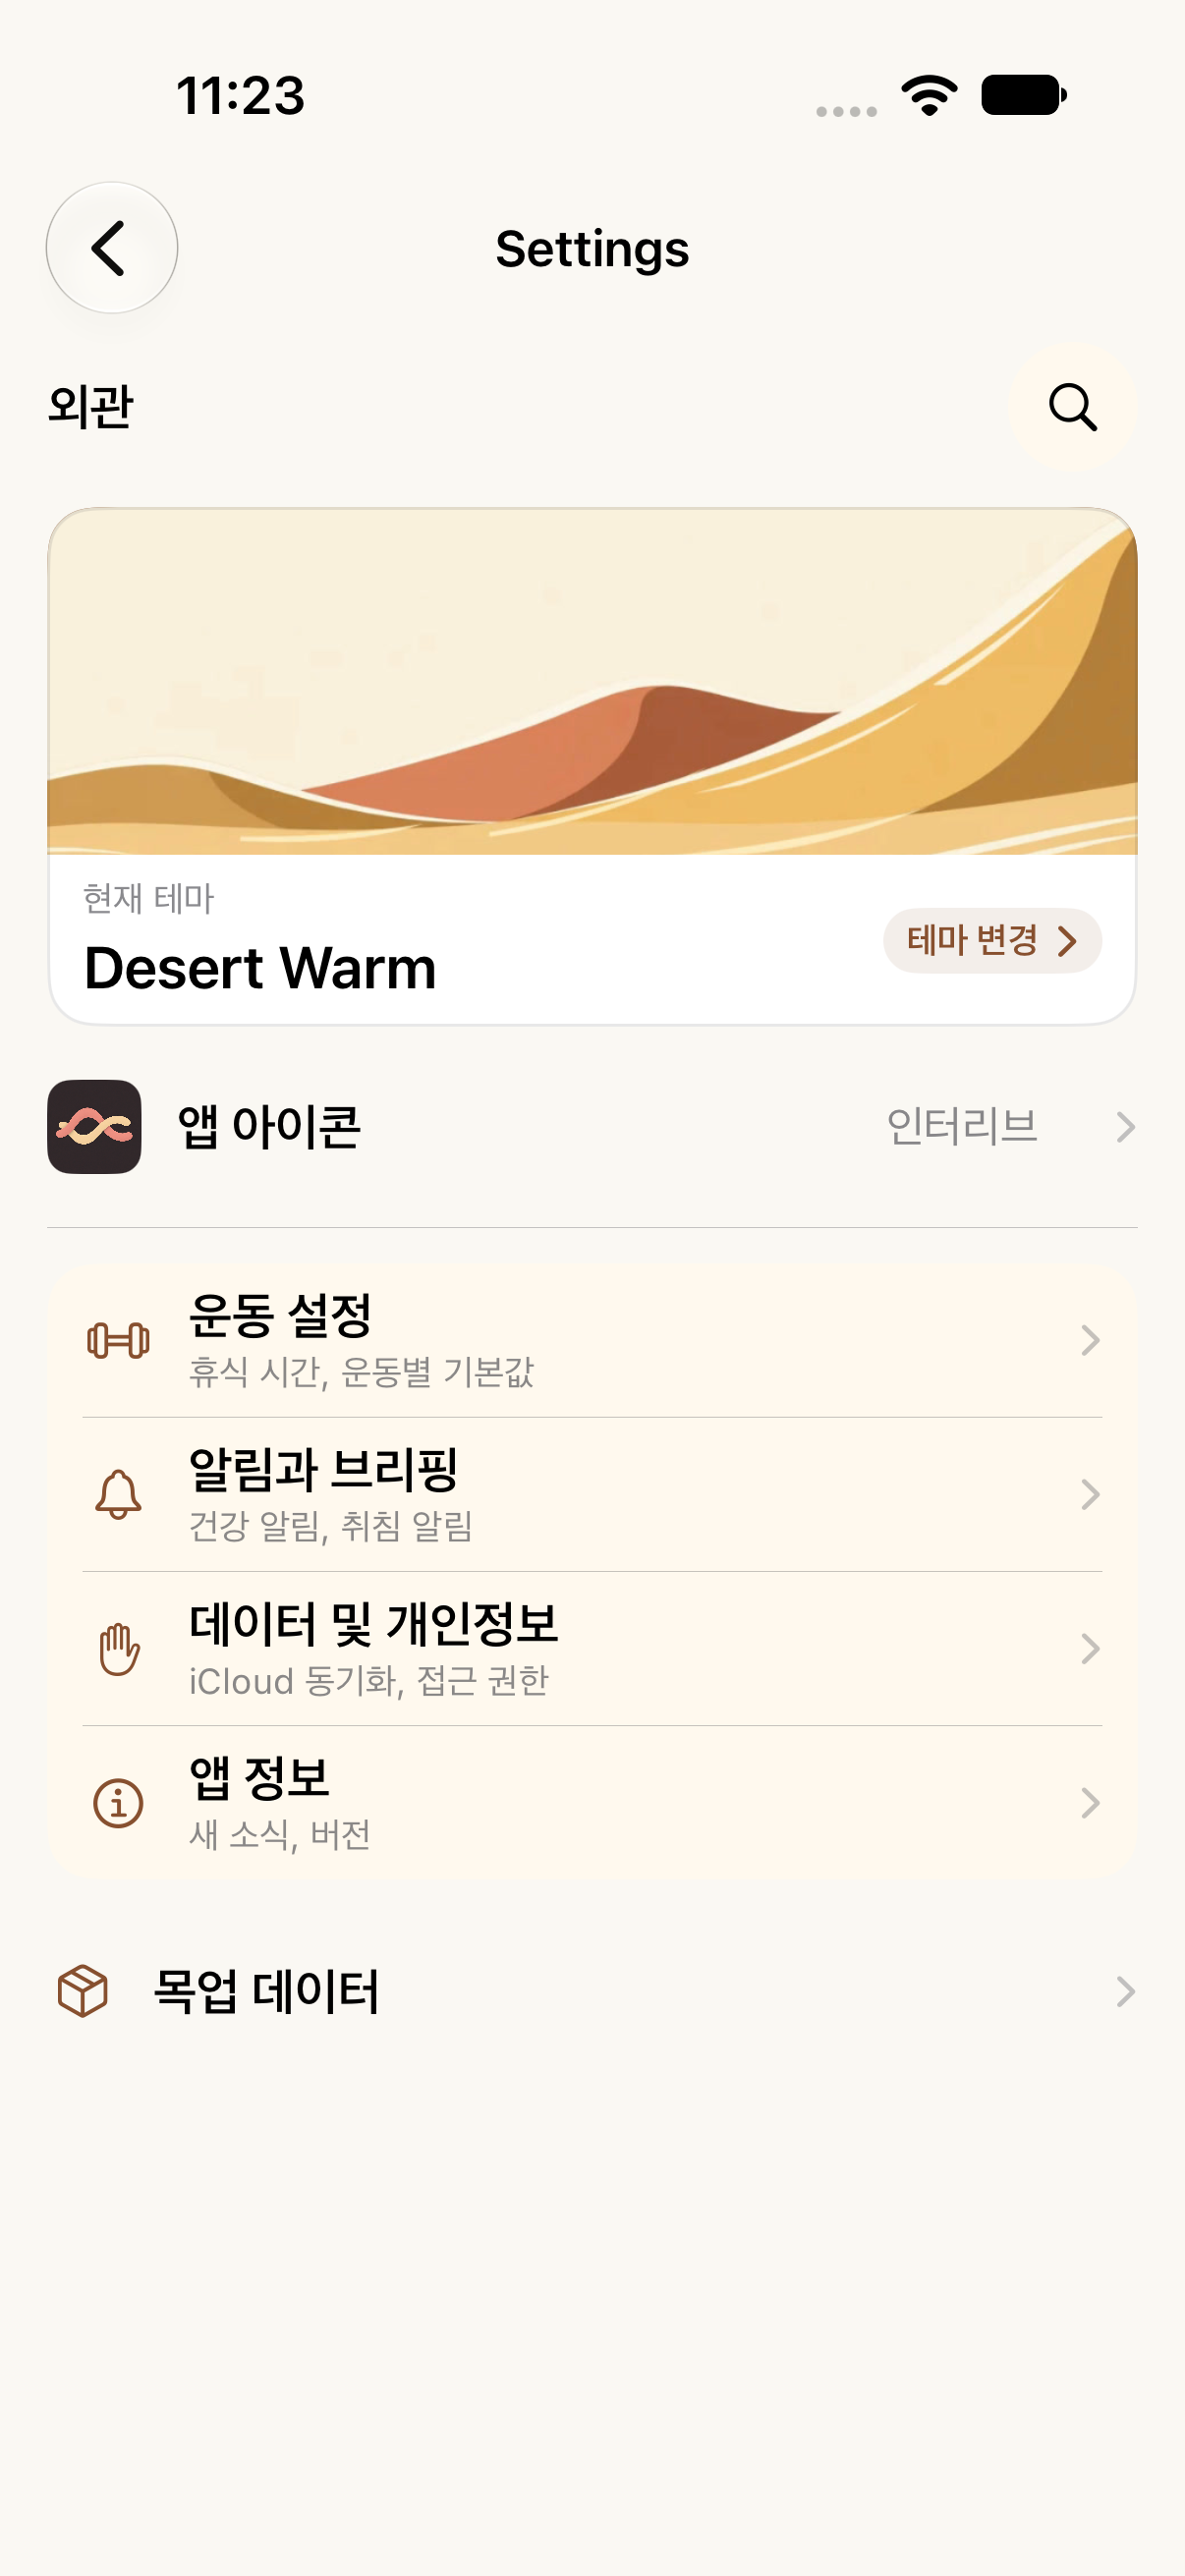 11:23
Settings
외관
현재 테마
Desert Warm
테마 변경
앱 아이콘
인터리브
운동 설정
휴식 시간, 운동별 기본값
알림과 브리핑
건강 알림, 취침 알림
데이터 및 개인정보
iCloud 동기화, 접근 권한
앱 정보
새 소식, 버전
목업 데이터